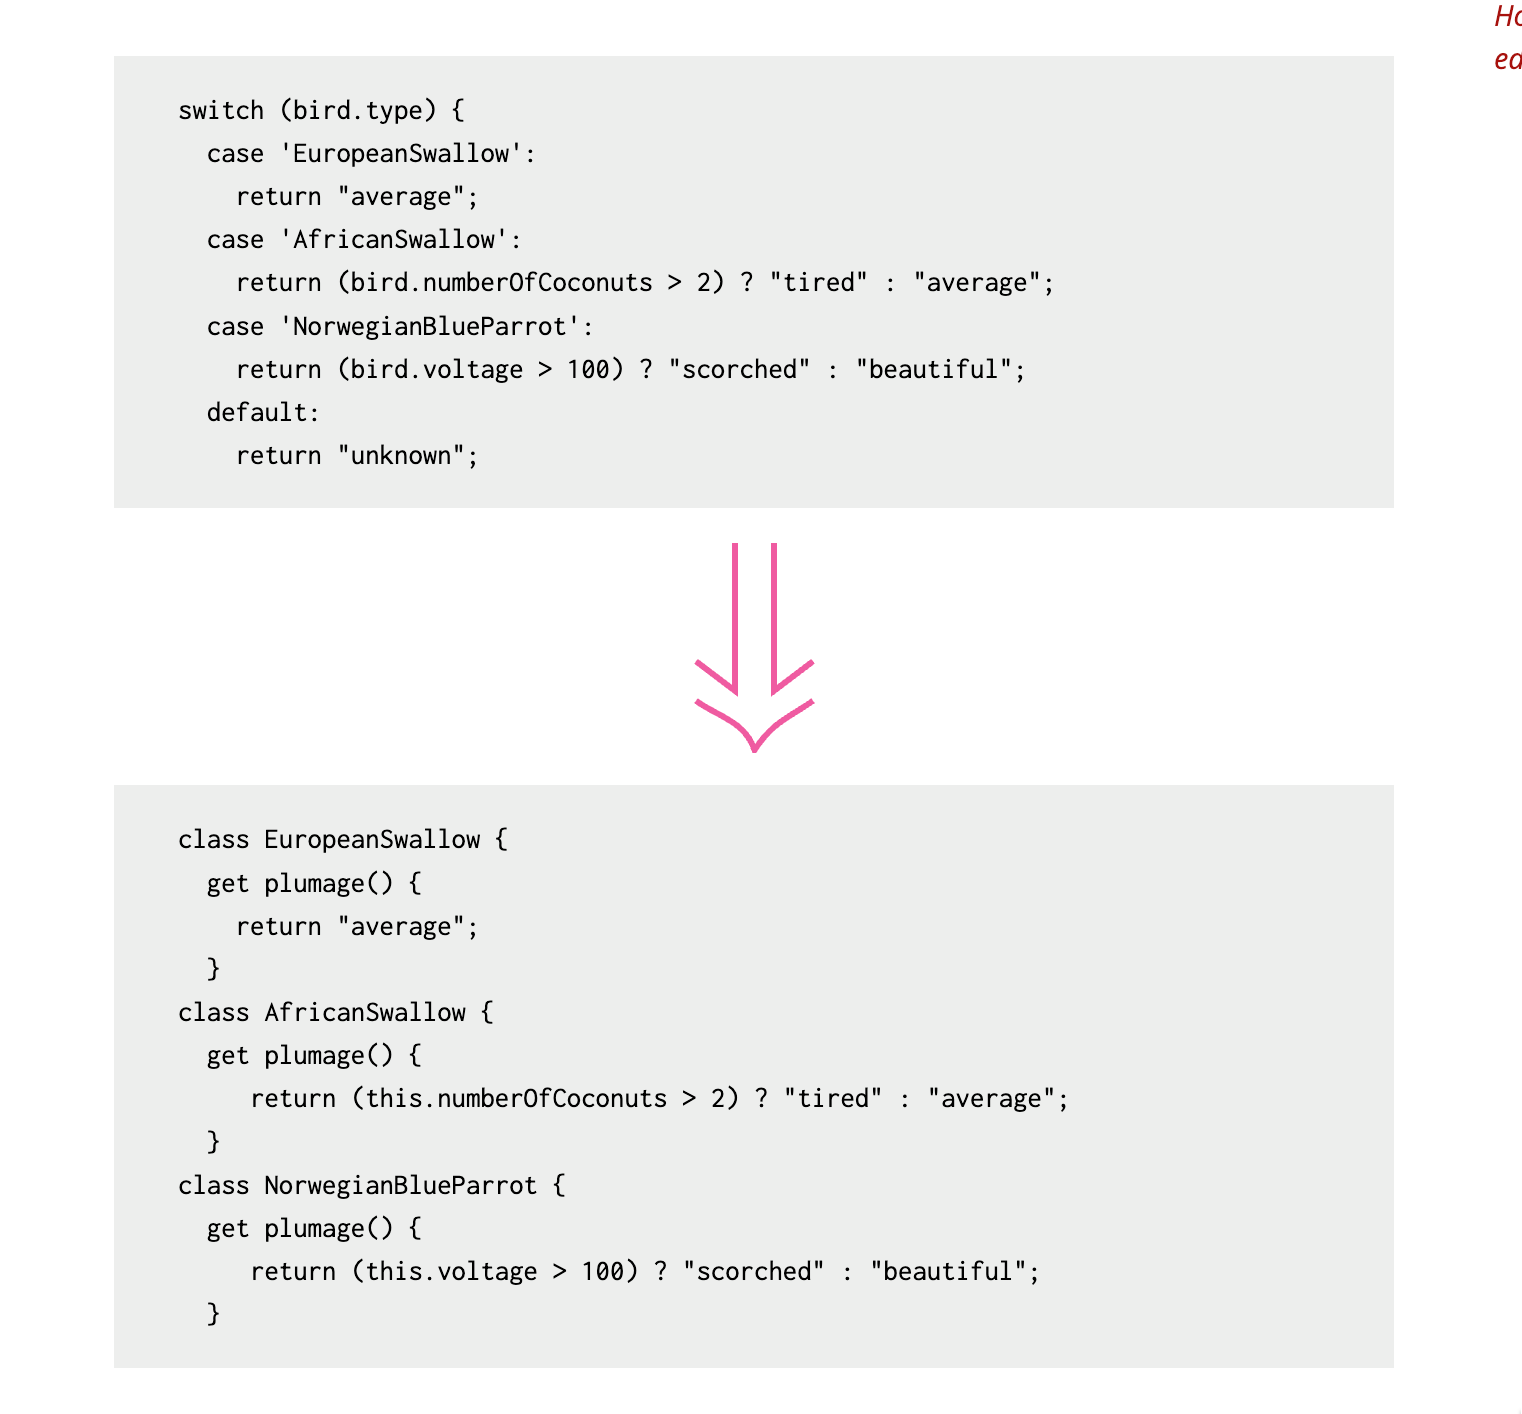 switch (bird.type) {
  case 'EuropeanSwallow':
    return "average";
  case 'AfricanSwallow':
    return (bird.numberOfCoconuts > 2) ? "tired" : "average";
  case 'NorwegianBlueParrot':
    return (bird.voltage > 100) ? "scorched" : "beautiful";
  default:
    return "unknown";
class EuropeanSwallow {
  get plumage() {
    return "average";
  }
class AfricanSwallow {
  get plumage() {
     return (this.numberOfCoconuts > 2) ? "tired" : "average";
  }
class NorwegianBlueParrot {
  get plumage() {
     return (this.voltage > 100) ? "scorched" : "beautiful";
  }